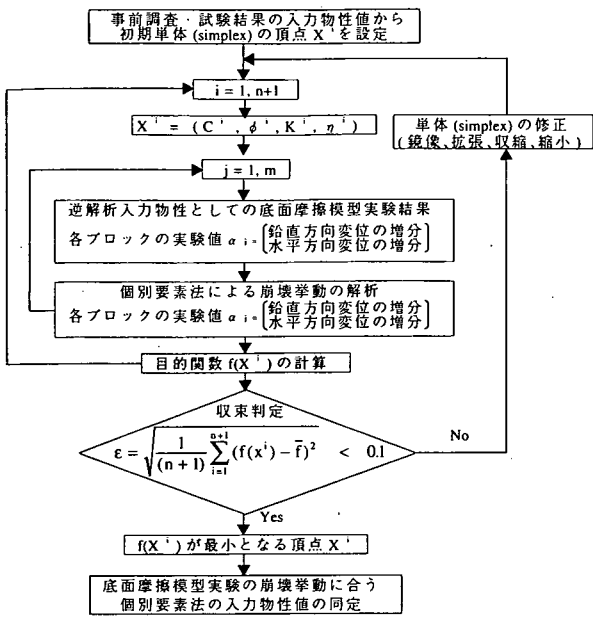 事前調査・試験結果の入力物性値から
初期単体(simplex)の頂点 X^i を設定
i = 1, n+1
X^i = (C^i, φ^i, K^i, η^i)
単体(simplex)の修正
(鏡像、拡張、収縮、縮小)
j = 1, m
逆解析入力物性としての底面摩擦模型実験結果
各ブロックの実験値 α i = {鉛直方向変位の増分
水平方向変位の増分}
個別要素法による崩壊挙動の解析
各ブロックの実験値 α i = {鉛直方向変位の増分
水平方向変位の増分}
目的関数 f(X^i) の計算
収束判定
ε = √(1/(n + 1) Σ_{i=1}^{n+1} (f(x^i) − f̄)^2) < 0.1
No
Yes
f(X^i) が最小となる頂点 X^i
底面摩擦模型実験の崩壊挙動に合う
個別要素法の入力物性値の同定